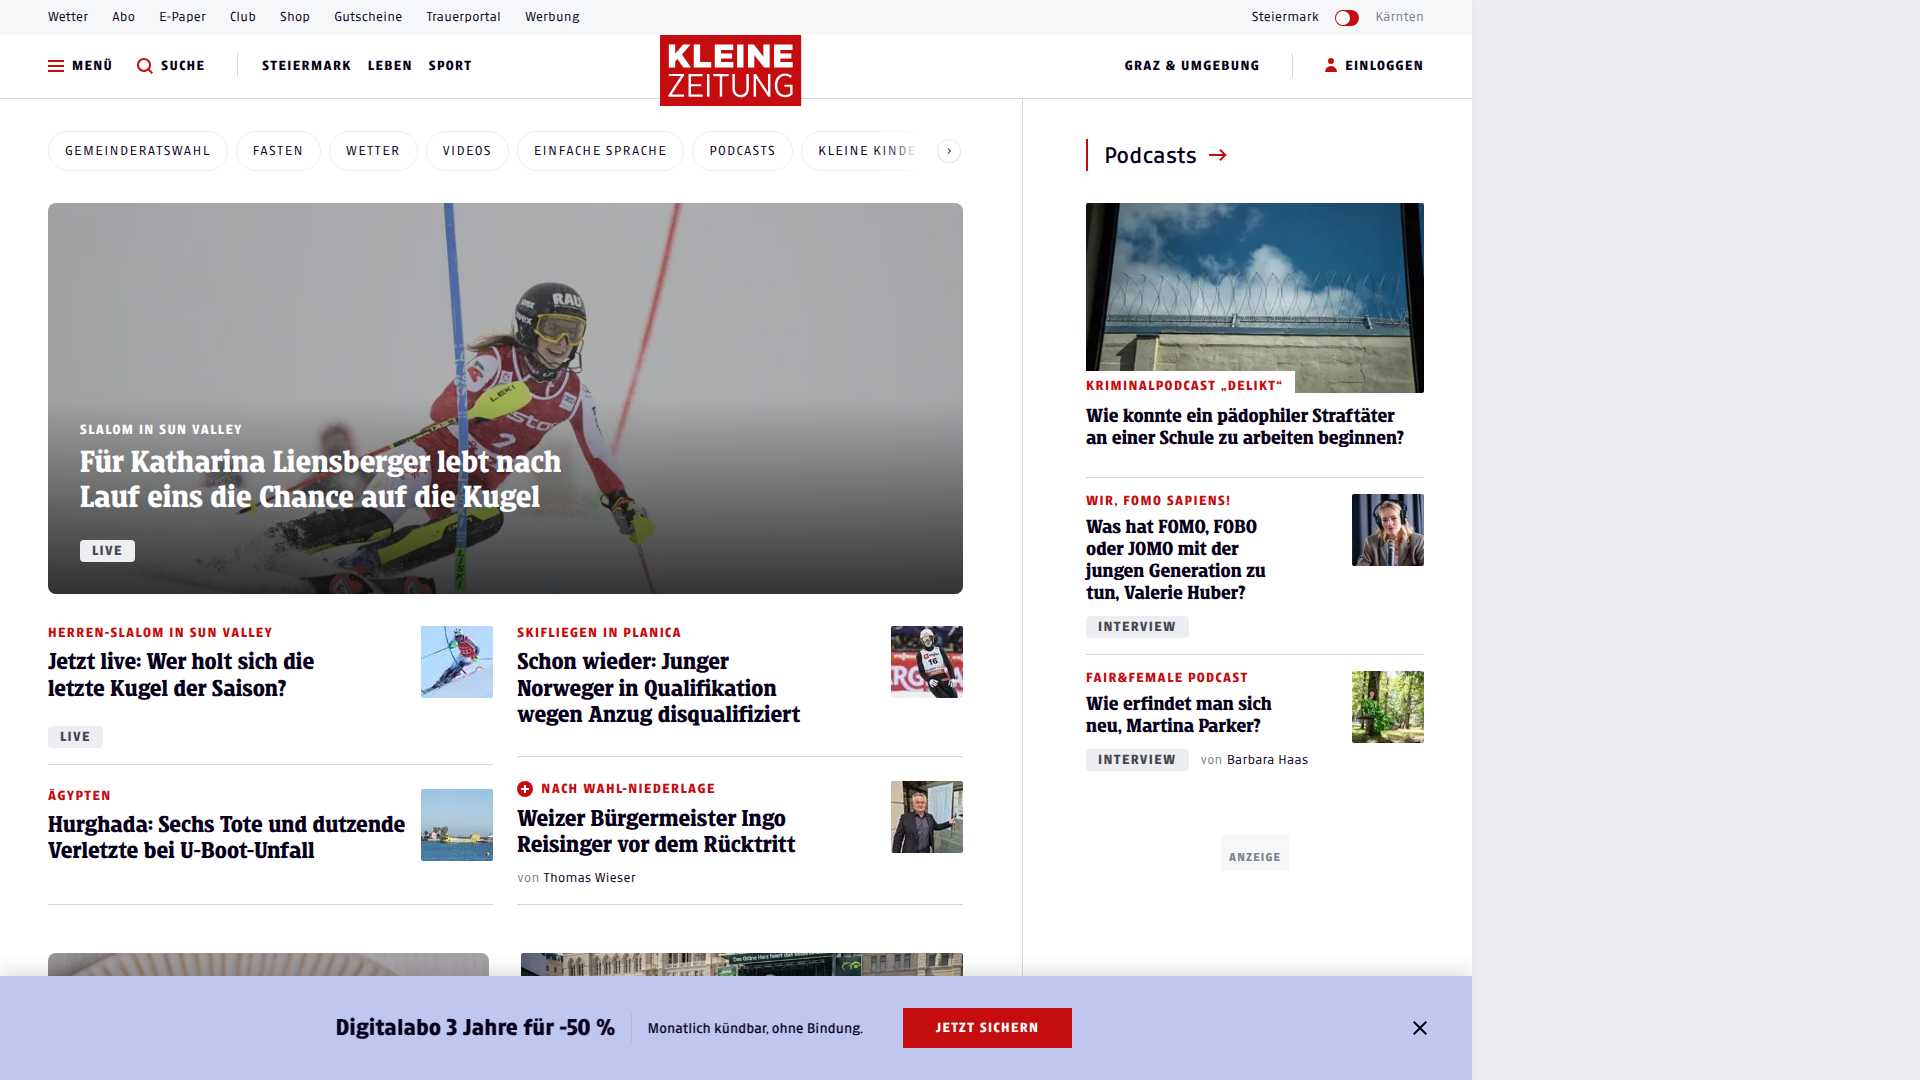 Wetter Abo E-Paper Club Shop Gutscheine Trauerportal Werbung Steiermark Kärnten
MENÜ SUCHE STEIERMARK LEBEN SPORT KLEINE ZEITUNG GRAZ & UMGEBUNG EINLOGGEN
GEMEINDERATSWAHL FASTEN WETTER VIDEOS EINFACHE SPRACHE PODCASTS KLEINE KINDE
SLALOM IN SUN VALLEY
Für Katharina Liensberger lebt nach
Lauf eins die Chance auf die Kugel
LIVE
HERREN-SLALOM IN SUN VALLEY
Jetzt live: Wer holt sich die
letzte Kugel der Saison?
LIVE
SKIFLIEGEN IN PLANICA
Schon wieder: Junger
Norweger in Qualifikation
wegen Anzug disqualifiziert
ÄGYPTEN
Hurghada: Sechs Tote und dutzende
Verletzte bei U-Boot-Unfall
NACH WAHL-NIEDERLAGE
Weizer Bürgermeister Ingo
Reisinger vor dem Rücktritt
von Thomas Wieser
Podcasts
KRIMINALPODCAST „DELIKT“
Wie konnte ein pädophiler Straftäter
an einer Schule zu arbeiten beginnen?
WIR, FOMO SAPIENS!
Was hat FOMO, FOBO
oder JOMO mit der
jungen Generation zu
tun, Valerie Huber?
INTERVIEW
FAIR&FEMALE PODCAST
Wie erfindet man sich
neu, Martina Parker?
INTERVIEW von Barbara Haas
ANZEIGE
Digitalabo 3 Jahre für -50 % Monatlich kündbar, ohne Bindung. JETZT SICHERN